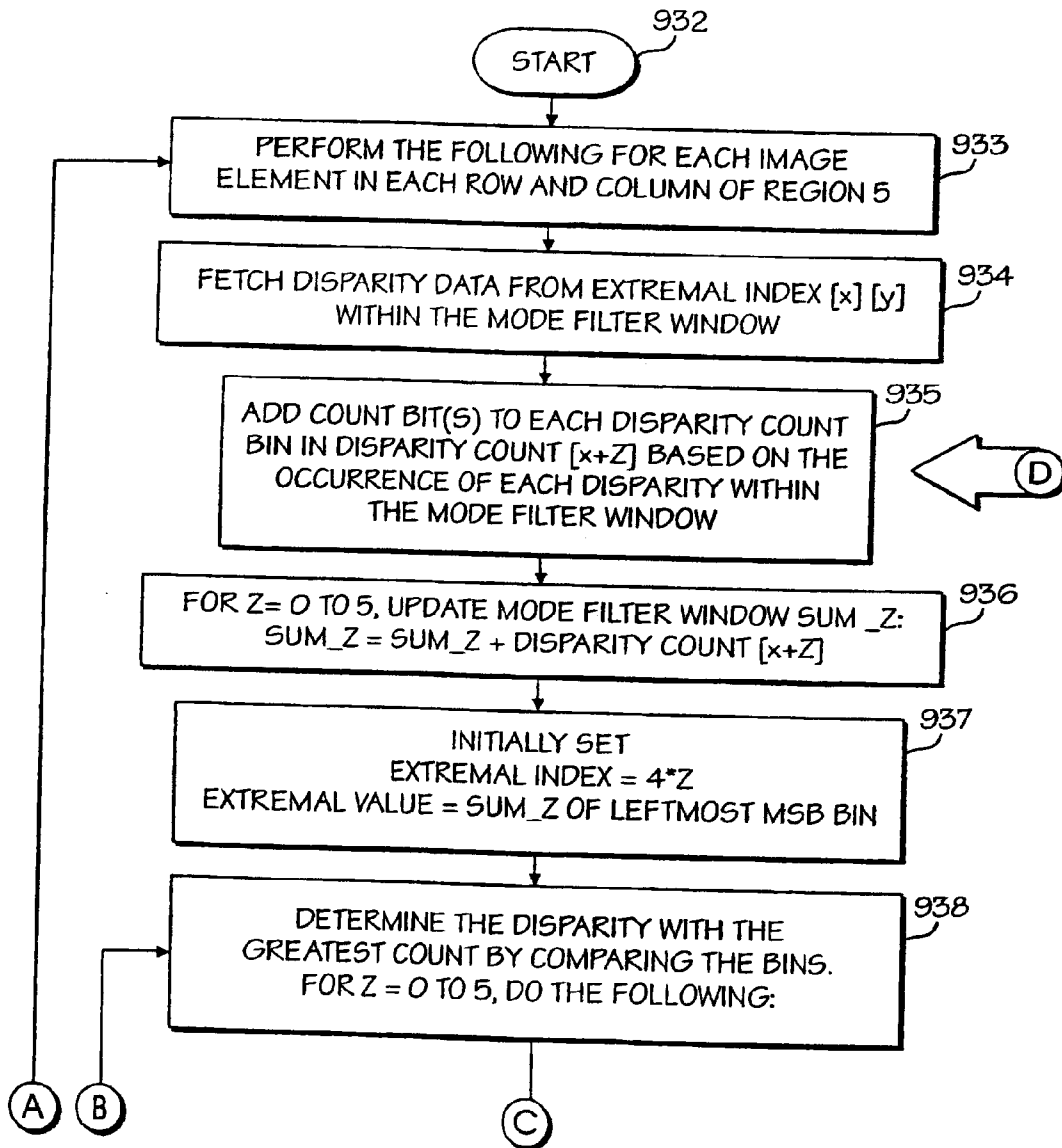 932
START
933
PERFORM THE FOLLOWING FOR EACH IMAGE
ELEMENT IN EACH ROW AND COLUMN OF REGION 5
934
FETCH DISPARITY DATA FROM EXTREMAL INDEX [x] [y]
WITHIN THE MODE FILTER WINDOW
935
ADD COUNT BIT(S) TO EACH DISPARITY COUNT
BIN IN DISPARITY COUNT [x+Z] BASED ON THE
OCCURRENCE OF EACH DISPARITY WITHIN
THE MODE FILTER WINDOW
D
936
FOR Z= 0 TO 5, UPDATE MODE FILTER WINDOW SUM _Z:
SUM_Z = SUM_Z + DISPARITY COUNT [x+Z]
937
INITIALLY SET
EXTREMAL INDEX = 4*Z
EXTREMAL VALUE = SUM_Z OF LEFTMOST MSB BIN
938
DETERMINE THE DISPARITY WITH THE
GREATEST COUNT BY COMPARING THE BINS.
FOR Z = 0 TO 5, DO THE FOLLOWING:
A
B
C